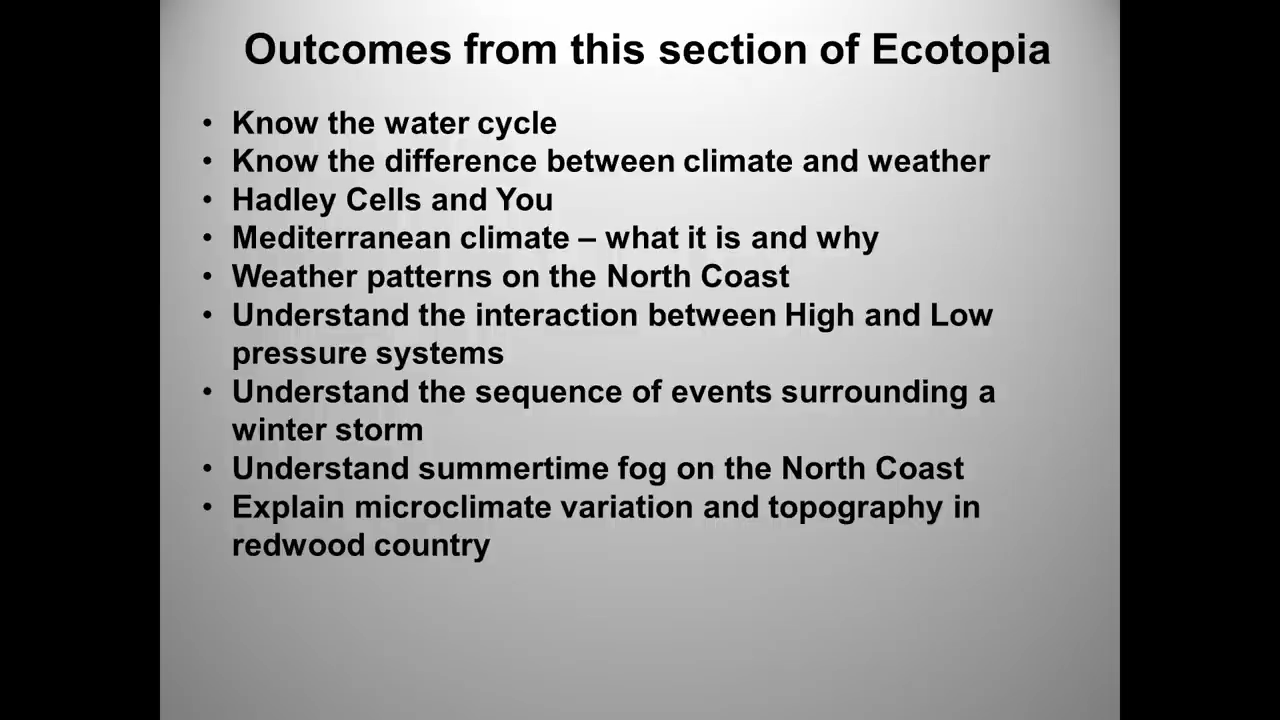 Outcomes from this section of Ecotopia
• Know the water cycle
• Know the difference between climate and weather
• Hadley Cells and You
• Mediterranean climate – what it is and why
• Weather patterns on the North Coast
• Understand the interaction between High and Low
pressure systems
• Understand the sequence of events surrounding a
winter storm
• Understand summertime fog on the North Coast
• Explain microclimate variation and topography in
redwood country